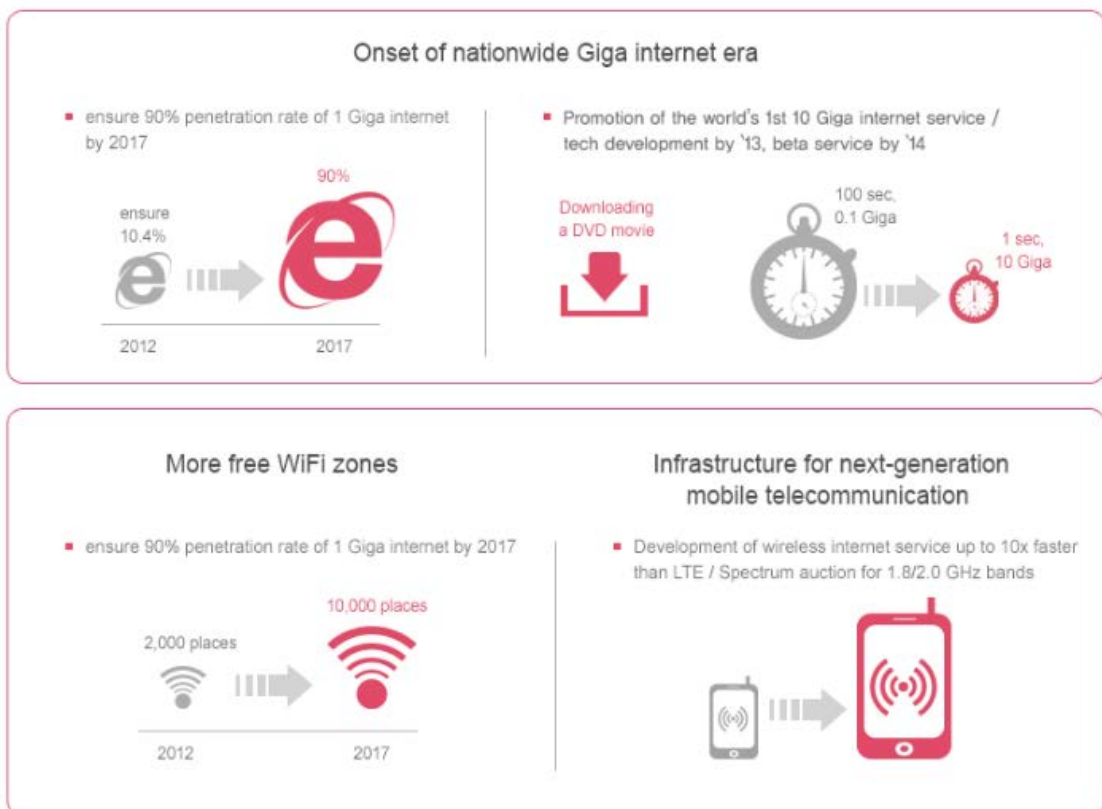 Onset of nationwide Giga internet era
ensure 90% penetration rate of 1 Giga internet
by 2017
90%
ensure
10.4%
2012
2017
Promotion of the world's 1st 10 Giga internet service /
tech development by '13, beta service by '14
Downloading
a DVD movie
100 sec,
0.1 Giga
1 sec,
10 Giga
More free WiFi zones
ensure 90% penetration rate of 1 Giga internet by 2017
10,000 places
2,000 places
2012
2017
Infrastructure for next-generation
mobile telecommunication
Development of wireless internet service up to 10x faster
than LTE / Spectrum auction for 1.8/2.0 GHz bands